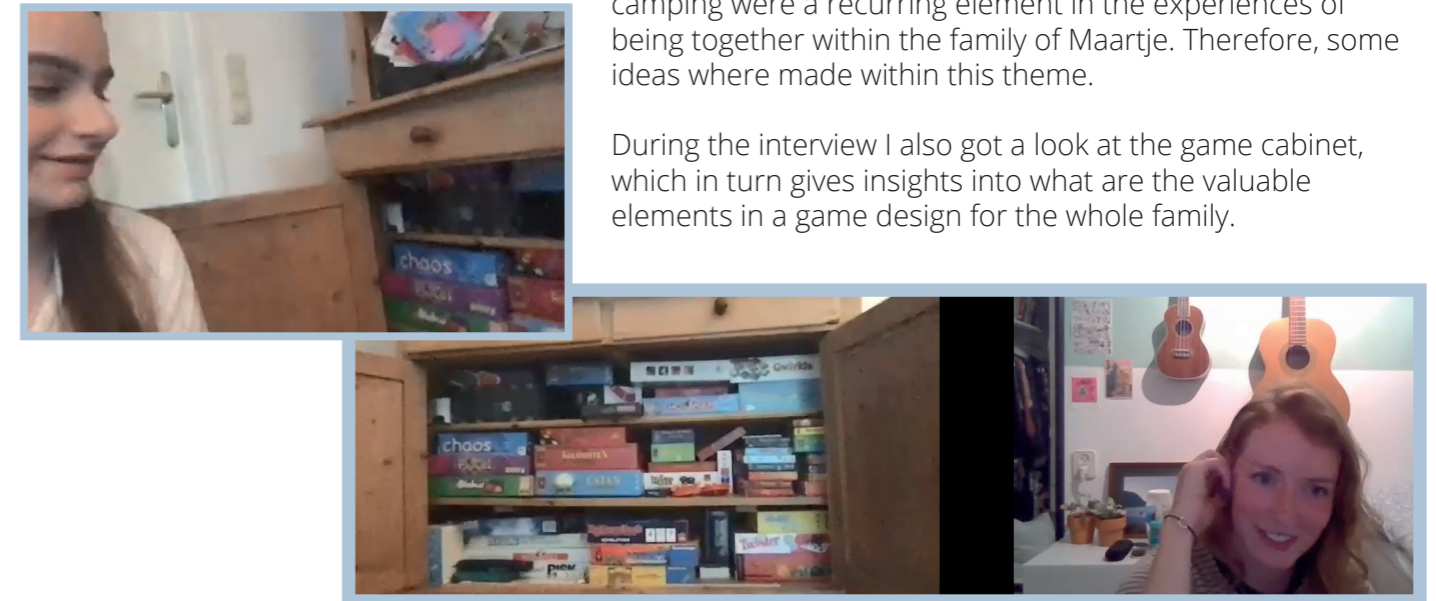 camping were a recurring element in the experiences of
being together within the family of Maartje. Therefore, some
ideas where made within this theme.
During the interview I also got a look at the game cabinet,
which in turn gives insights into what are the valuable
elements in a game design for the whole family.
chaos
Qwirkle
chaos
CATAN
RISK
Twister